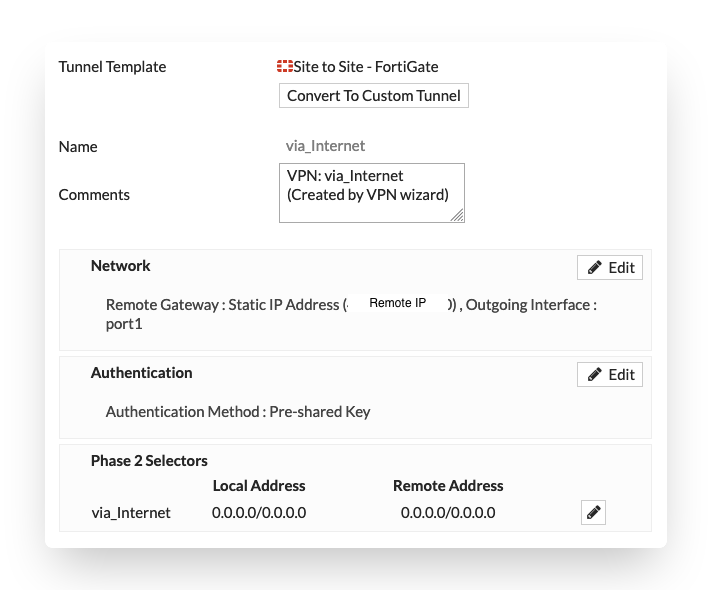 Tunnel Template
Site to Site - FortiGate
Convert To Custom Tunnel
Name
via_Internet
Comments
VPN: via_Internet
(Created by VPN wizard)
Network
Edit
Remote Gateway : Static IP Address ( Remote IP ) , Outgoing Interface :
port1
Authentication
Edit
Authentication Method : Pre-shared Key
Phase 2 Selectors
Local Address Remote Address
via_Internet 0.0.0.0/0.0.0.0 0.0.0.0/0.0.0.0